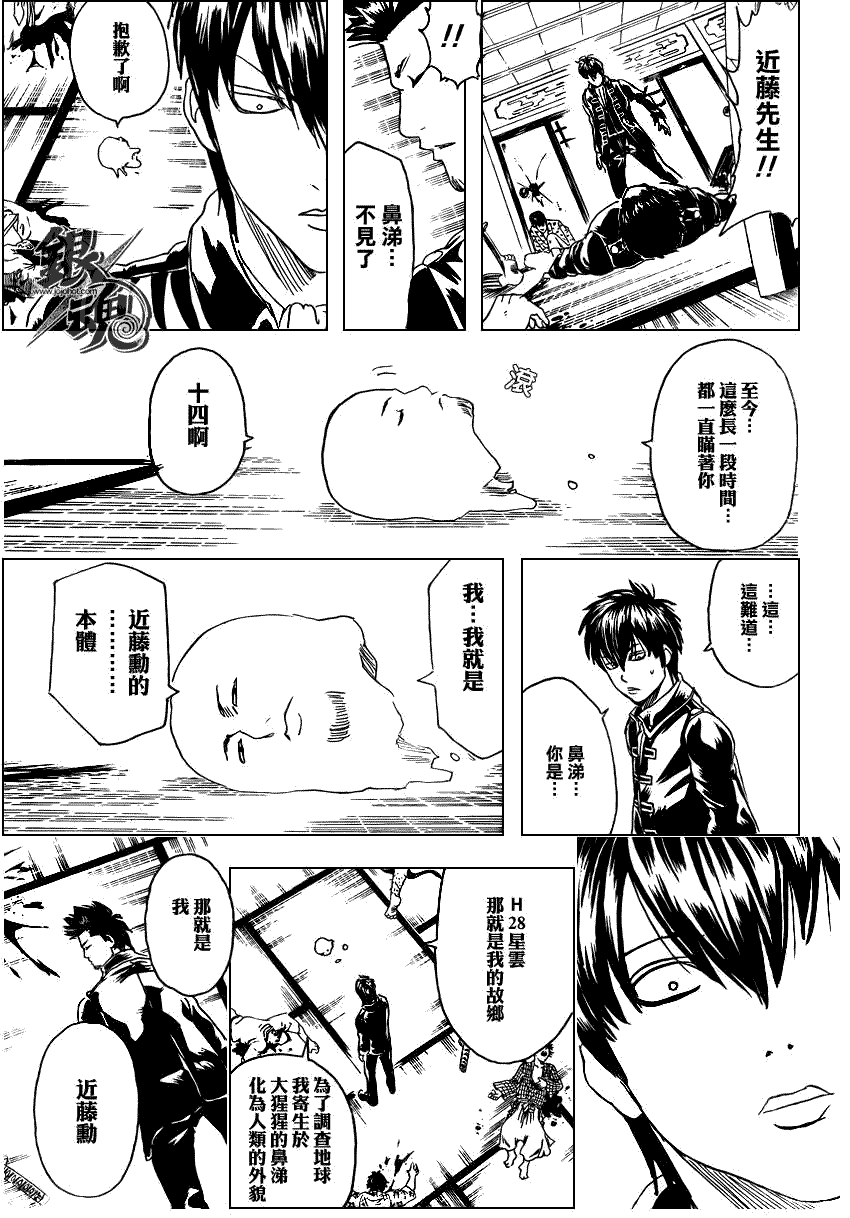 近藤先生!!
!!
鼻涕…
不見了
抱歉了啊
銀魂
www.jojohot.com
至今…
這麼長一段時間…
都一直瞞著你
滾
十四啊
…這…
這難道…
鼻涕…
你是…
我…我就是
近藤勳的
…………
本體
H28星雲
那就是我的故鄉
為了調查地球
我寄生於
大猩猩的鼻涕
化為人類的外貌
那就是
我
近藤勳